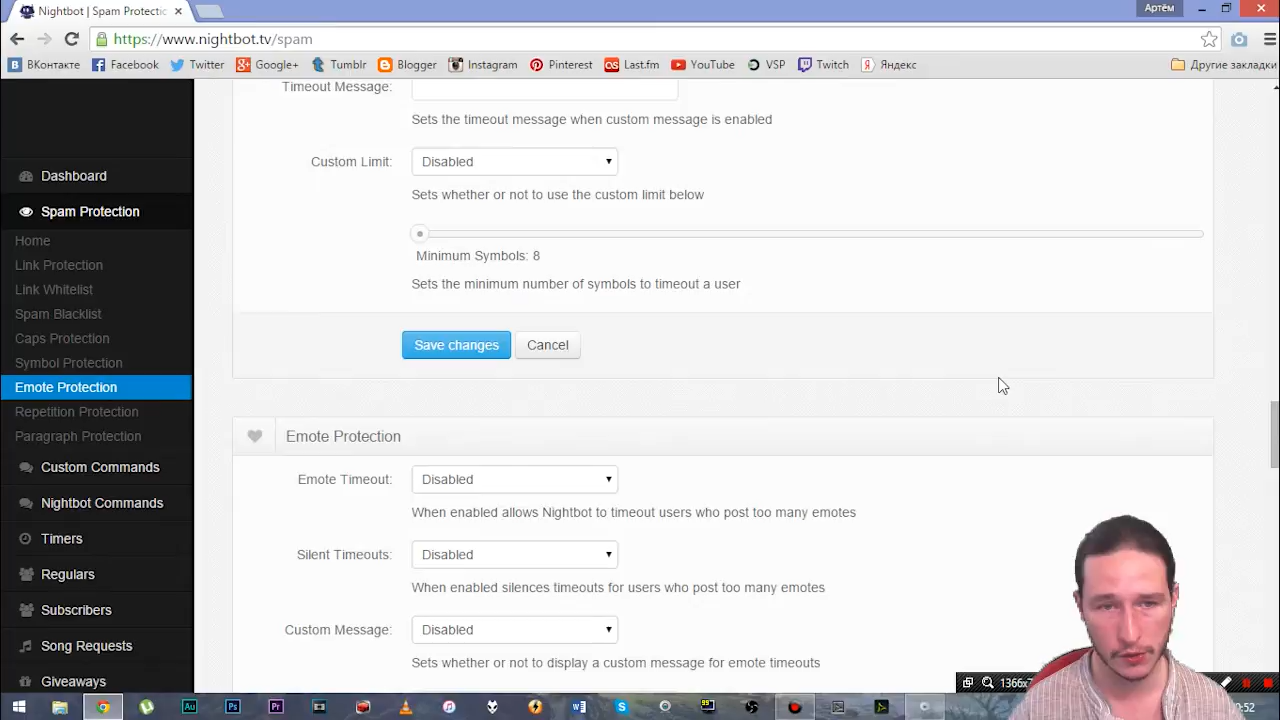 Nightbot | Spam Protectio
Артём
https://www.nightbot.tv/spam
ВКонтакте Facebook Twitter Google+ Tumblr Blogger Instagram Pinterest Last.fm YouTube VSP Twitch Яндекс Другие закладки
Timeout Message:
Sets the timeout message when custom message is enabled
Custom Limit: Disabled
Sets whether or not to use the custom limit below
Minimum Symbols: 8
Sets the minimum number of symbols to timeout a user
Save changes Cancel
Emote Protection
Emote Timeout: Disabled
When enabled allows Nightbot to timeout users who post too many emotes
Silent Timeouts: Disabled
When enabled silences timeouts for users who post too many emotes
Custom Message: Disabled
Sets whether or not to display a custom message for emote timeouts
Dashboard
Spam Protection
Home
Link Protection
Link Whitelist
Spam Blacklist
Caps Protection
Symbol Protection
Emote Protection
Repetition Protection
Paragraph Protection
Custom Commands
Nightbot Commands
Timers
Regulars
Subscribers
Song Requests
Giveaways
1366x7
Au Ps Pr
:52